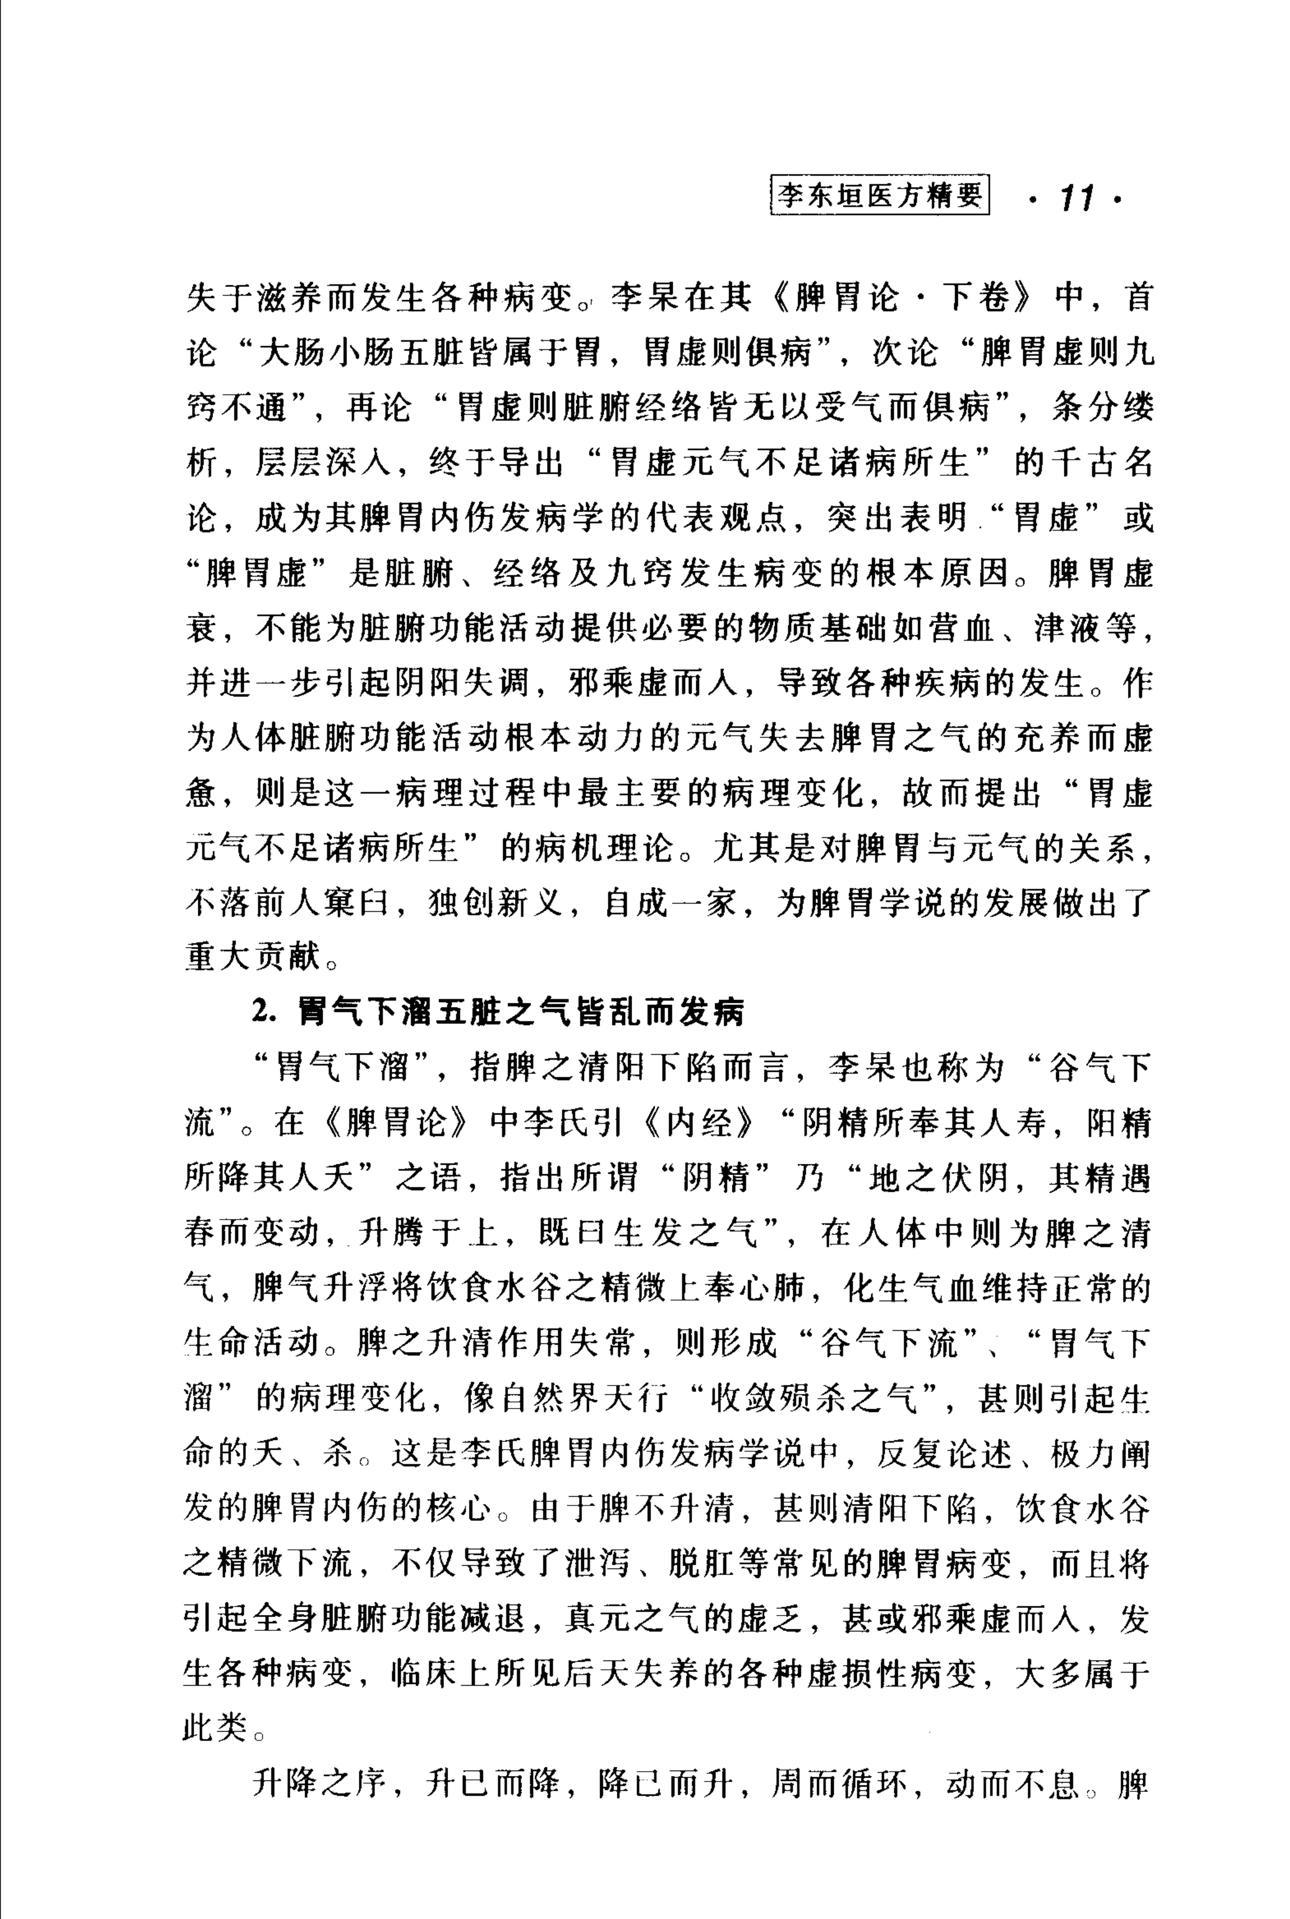 李东垣医方精要 · 11 ·
失于滋养而发生各种病变。李杲在其《脾胃论·下卷》中，首
论“大肠小肠五脏皆属于胃，胃虚则俱病”，次论“脾胃虚则九
窍不通”，再论“胃虚则脏腑经络皆无以受气而俱病”，条分缕
析，层层深入，终于导出“胃虚元气不足诸病所生”的千古名
论，成为其脾胃内伤发病学的代表观点，突出表明“胃虚”或
“脾胃虚”是脏腑、经络及九窍发生病变的根本原因。脾胃虚
衰，不能为脏腑功能活动提供必要的物质基础如营血、津液等，
并进一步引起阴阳失调，邪乘虚而入，导致各种疾病的发生。作
为人体脏腑功能活动根本动力的元气失去脾胃之气的充养而虚
惫，则是这一病理过程中最主要的病理变化，故而提出“胃虚
元气不足诸病所生”的病机理论。尤其是对脾胃与元气的关系，
不落前人窠臼，独创新义，自成一家，为脾胃学说的发展做出了
重大贡献。
2. 胃气下溜五脏之气皆乱而发病
“胃气下溜”，指脾之清阳下陷而言，李杲也称为“谷气下
流”。在《脾胃论》中李氏引《内经》“阴精所奉其人寿，阳精
所降其人夭”之语，指出所谓“阴精”乃“地之伏阴，其精遇
春而变动，升腾于上，既曰生发之气”，在人体中则为脾之清
气，脾气升浮将饮食水谷之精微上奉心肺，化生气血维持正常的
生命活动。脾之升清作用失常，则形成“谷气下流”、“胃气下
溜”的病理变化，像自然界天行“收敛殒杀之气”，甚则引起生
命的夭、杀。这是李氏脾胃内伤发病学说中，反复论述、极力阐
发的脾胃内伤的核心。由于脾不升清，甚则清阳下陷，饮食水谷
之精微下流，不仅导致了泄泻、脱肛等常见的脾胃病变，而且将
引起全身脏腑功能减退，真元之气的虚乏，甚或邪乘虚而入，发
生各种病变，临床上所见后天失养的各种虚损性病变，大多属于
此类。
升降之序，升已而降，降已而升，周而循环，动而不息。脾